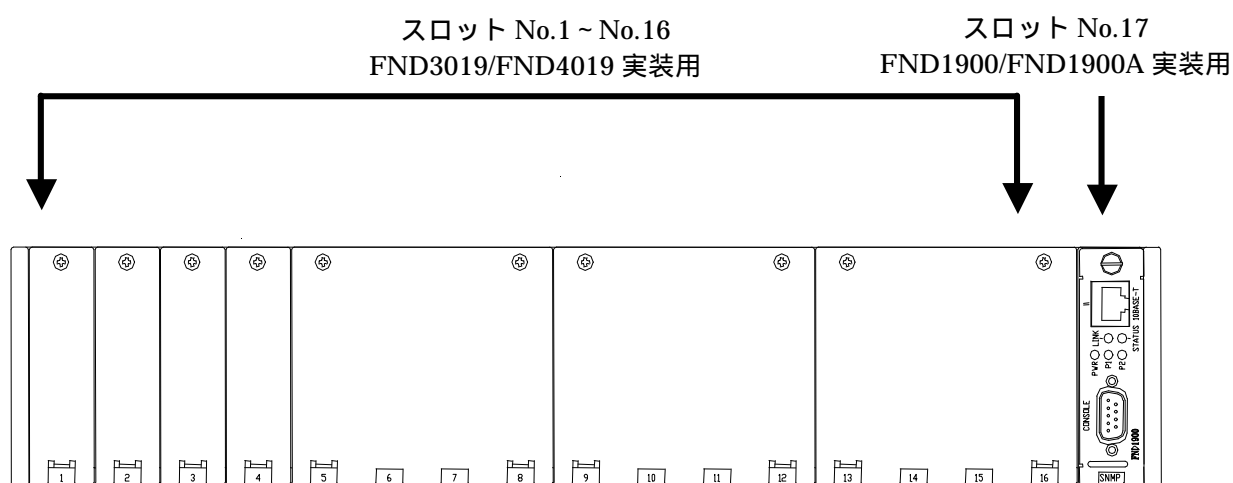 スロット No.1 ~ No.16
FND3019/FND4019 実装用
スロット No.17
FND1900/FND1900A 実装用
STATUS 10BASE-T
LINK
PWR
P1
P2
CONSOLE
FND1900
1 2 3 4 5 6 7 8 9 10 11 12 13 14 15 16 SNMP